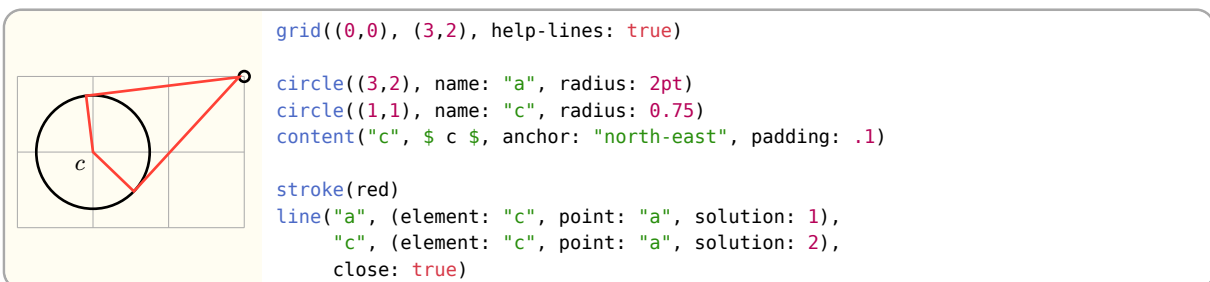 grid((0,0), (3,2), help-lines: true)
circle((3,2), name: "a", radius: 2pt)
circle((1,1), name: "c", radius: 0.75)
content("c", $ c $, anchor: "north-east", padding: .1)
stroke(red)
line("a", (element: "c", point: "a", solution: 1),
"c", (element: "c", point: "a", solution: 2),
close: true)
c